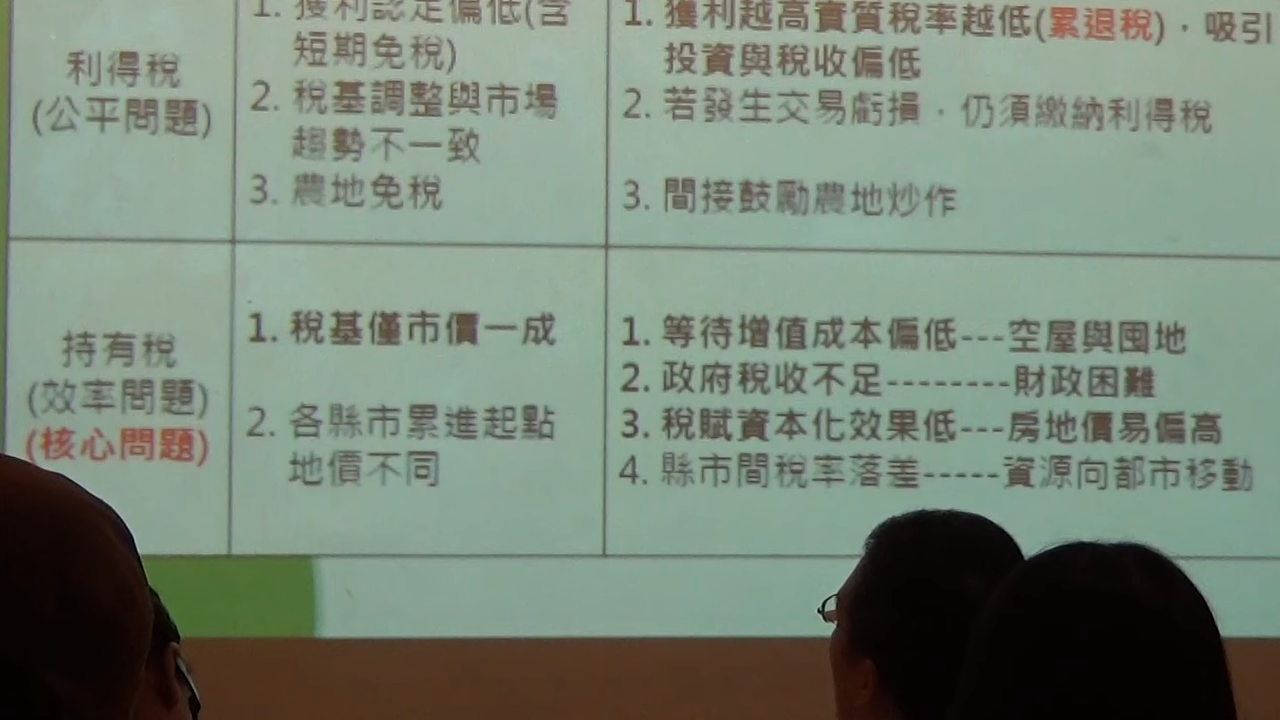 利得稅
(公平問題)
1. 獲利認定偏低(含
短期免稅)
2. 稅基調整與市場
趨勢不一致
3. 農地免稅
1. 獲利越高實質稅率越低(累退稅)，吸引
投資與稅收偏低
2. 若發生交易虧損，仍須繳納利得稅
3. 間接鼓勵農地炒作
持有稅
(效率問題)
(核心問題)
1. 稅基僅市價一成
2. 各縣市累進起點
地價不同
1. 等待增值成本偏低---空屋與囤地
2. 政府稅收不足--------財政困難
3. 稅賦資本化效果低---房地價易偏高
4. 縣市間稅率落差-----資源向都市移動